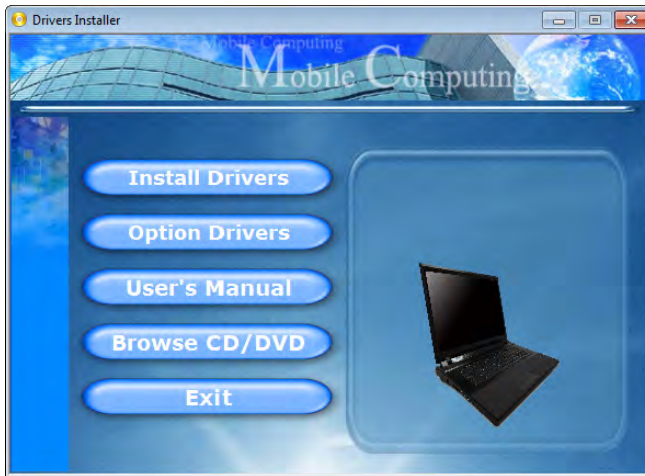 Drivers Installer
Mobile Computing
Mobile Computing
Install Drivers
Option Drivers
User's Manual
Browse CD/DVD
Exit